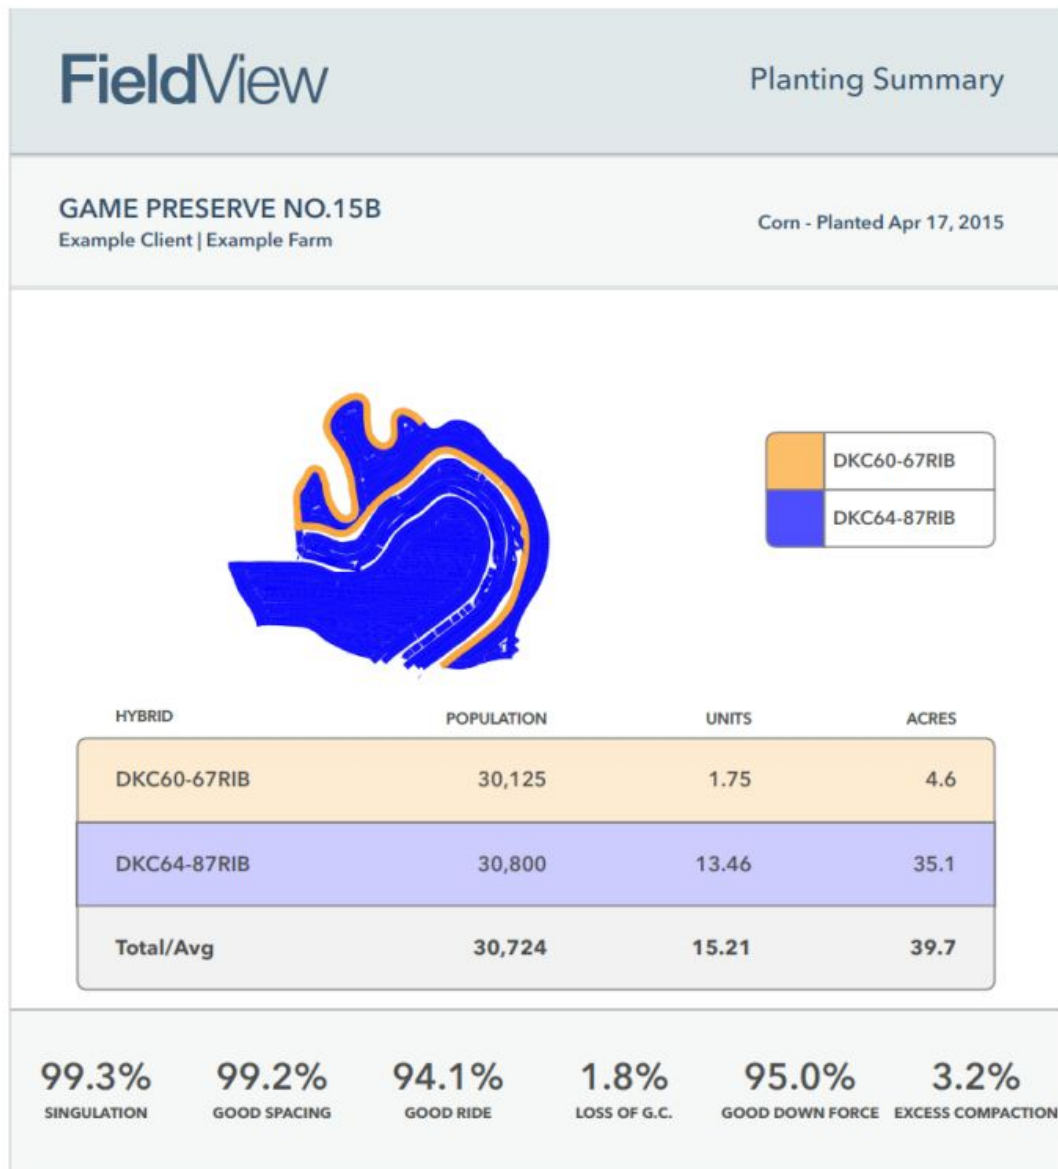 FieldView
Planting Summary
GAME PRESERVE NO.15B
Example Client | Example Farm
Corn - Planted Apr 17, 2015
DKC60-67RIB
DKC64-87RIB
HYBRID POPULATION UNITS ACRES
DKC60-67RIB 30,125 1.75 4.6
DKC64-87RIB 30,800 13.46 35.1
Total/Avg 30,724 15.21 39.7
99.3% 99.2% 94.1% 1.8% 95.0% 3.2%
SINGULATION GOOD SPACING GOOD RIDE LOSS OF G.C. GOOD DOWN FORCE EXCESS COMPACTION